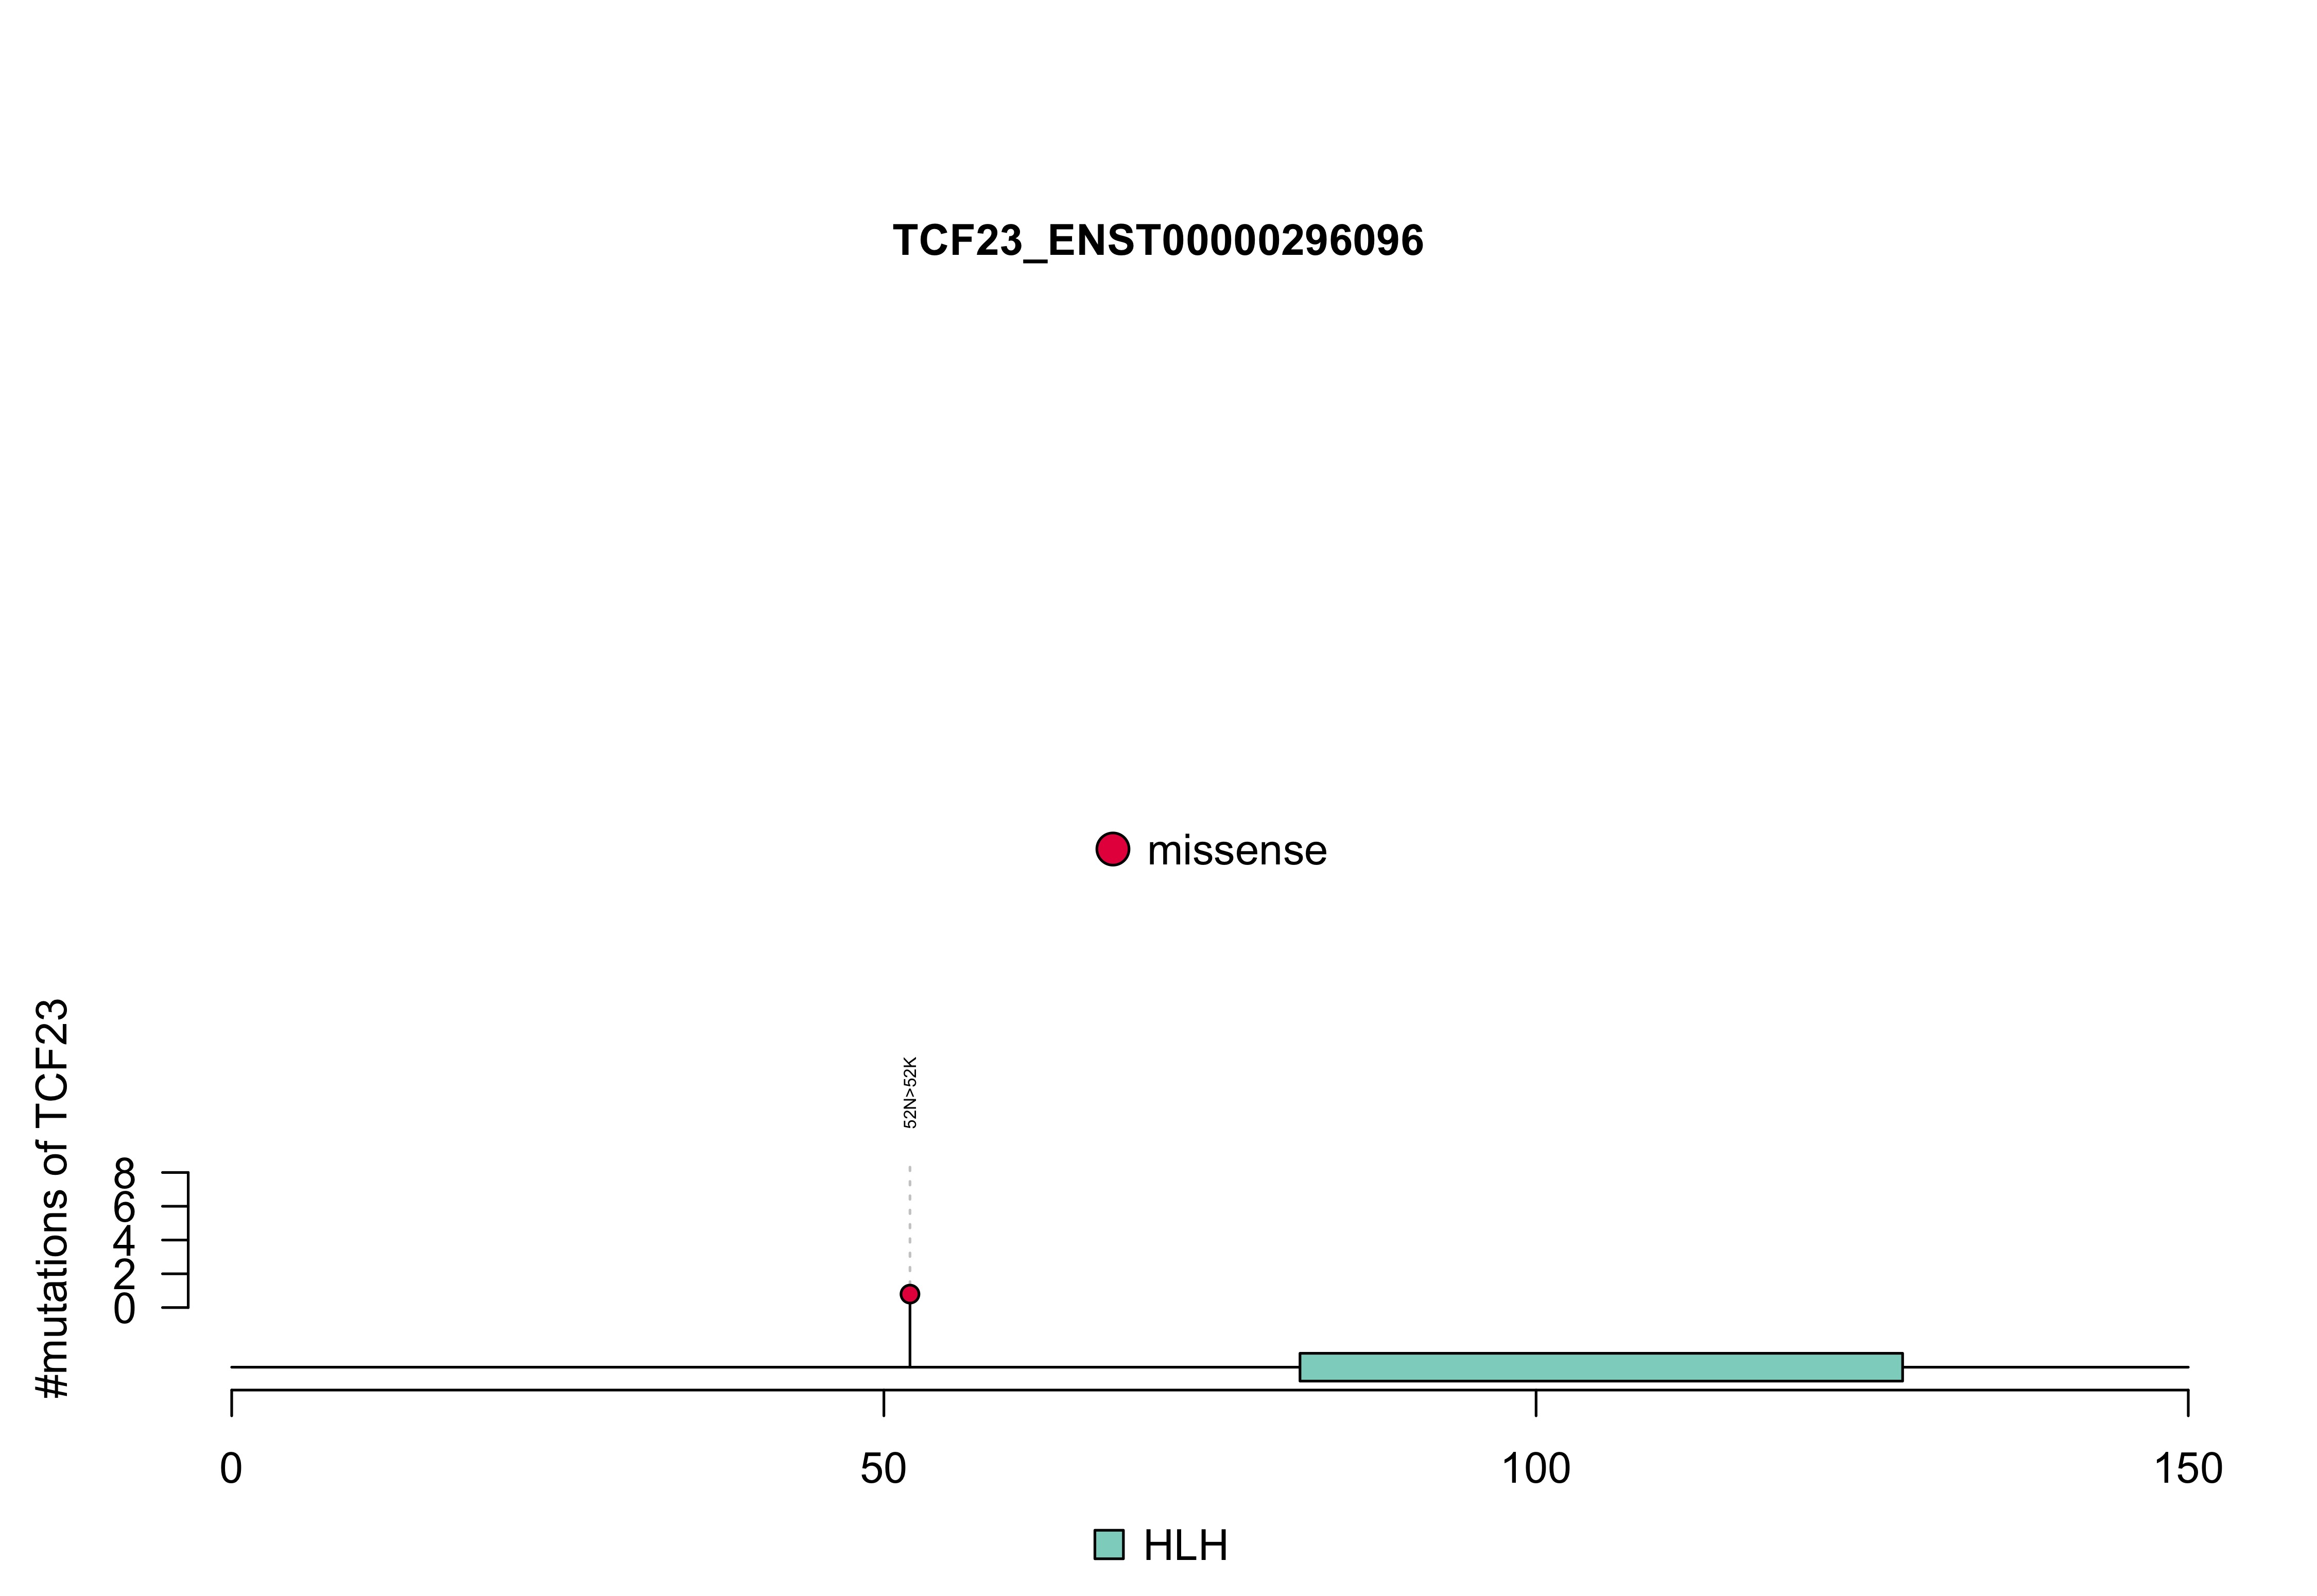 TCF23_ENST00000296096
missense
#mutations of TCF23
52N>52K
8
6
4
2
0
0 50 100 150
HLH